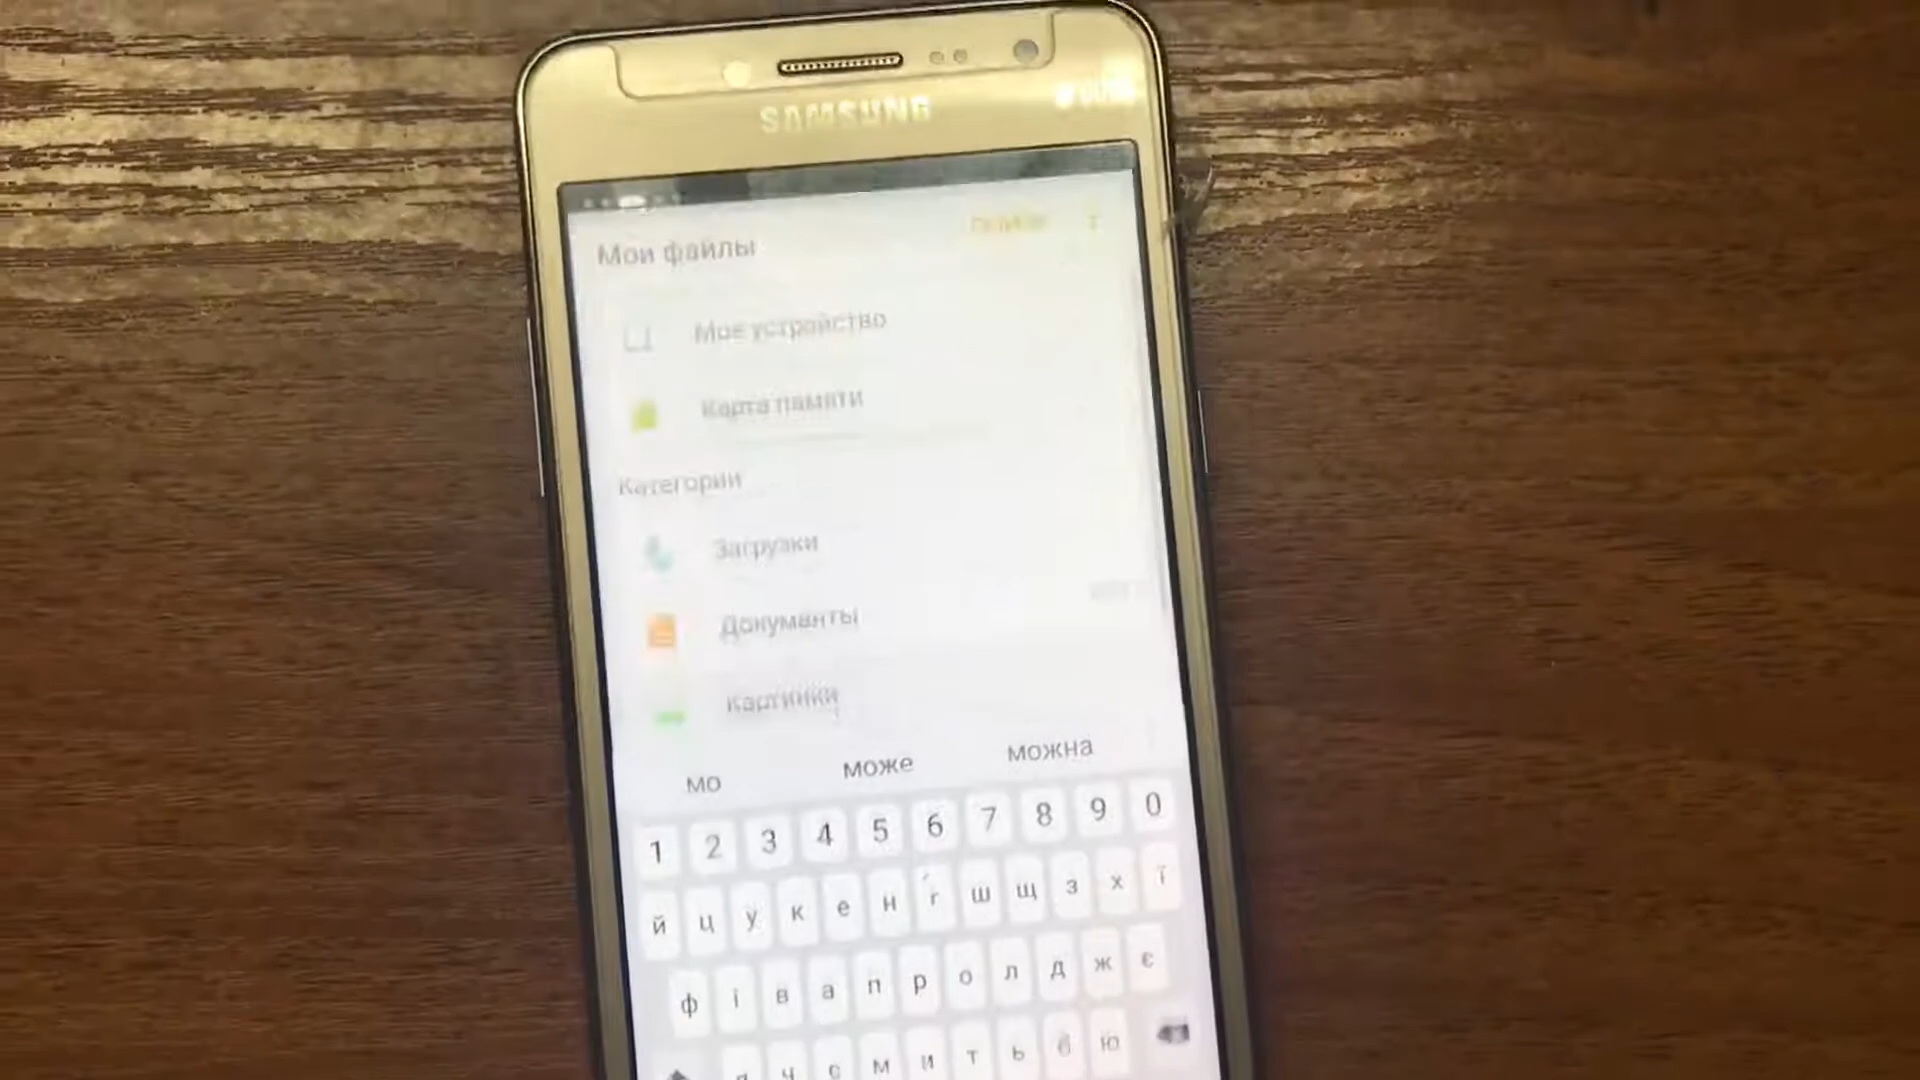 SAMSUNG
Мои файлы
Мое устройство
Карта памяти
Категории
Загрузки
Документы
Картинки
мо може можна
1 2 3 4 5 6 7 8 9 0
й ц у к е н г ш щ з х ї
ф і в а п р о л д ж є
ч с м и т ь б ю